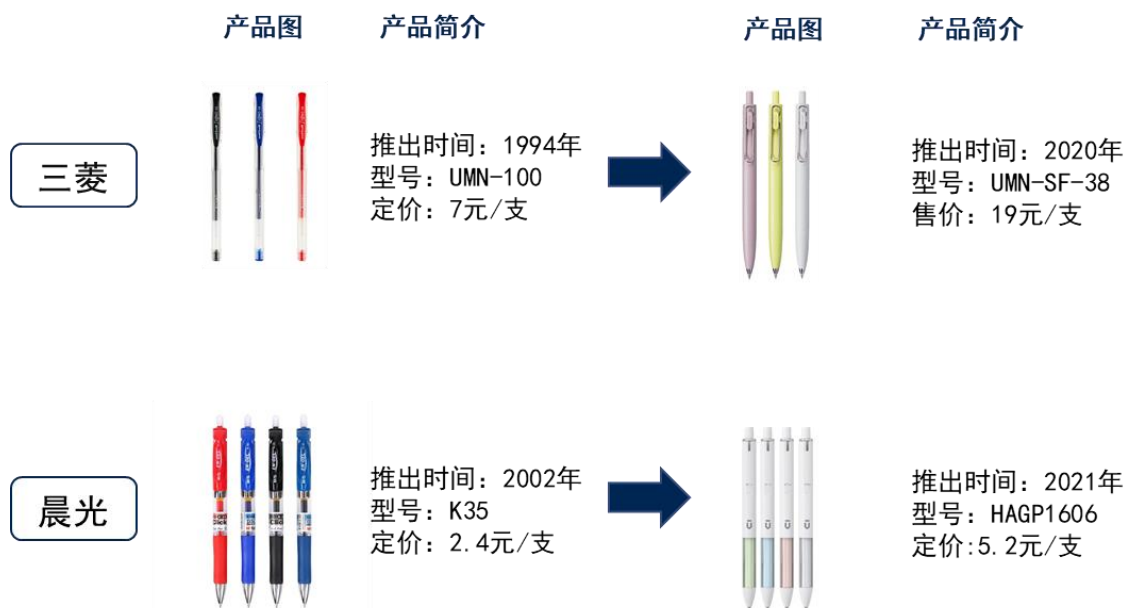 产品图 产品简介 产品图 产品简介
三菱
推出时间：1994年
型号：UMN-100
定价：7元/支
推出时间：2020年
型号：UMN-SF-38
售价：19元/支
晨光
推出时间：2002年
型号：K35
定价：2.4元/支
推出时间：2021年
型号：HAGP1606
定价:5.2元/支